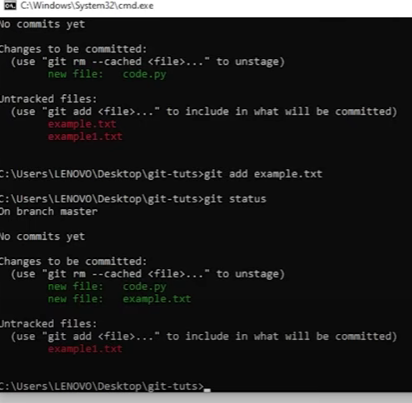 C:\Windows\System32\cmd.exe
No commits yet
Changes to be committed:
(use "git rm --cached <file>..." to unstage)
new file: code.py
Untracked files:
(use "git add <file>..." to include in what will be committed)
example.txt
example1.txt
C:\Users\LENOVO\Desktop\git-tuts>git add example.txt
C:\Users\LENOVO\Desktop\git-tuts>git status
On branch master
No commits yet
Changes to be committed:
(use "git rm --cached <file>..." to unstage)
new file: code.py
new file: example.txt
Untracked files:
(use "git add <file>..." to include in what will be committed)
example1.txt
C:\Users\LENOVO\Desktop\git-tuts>